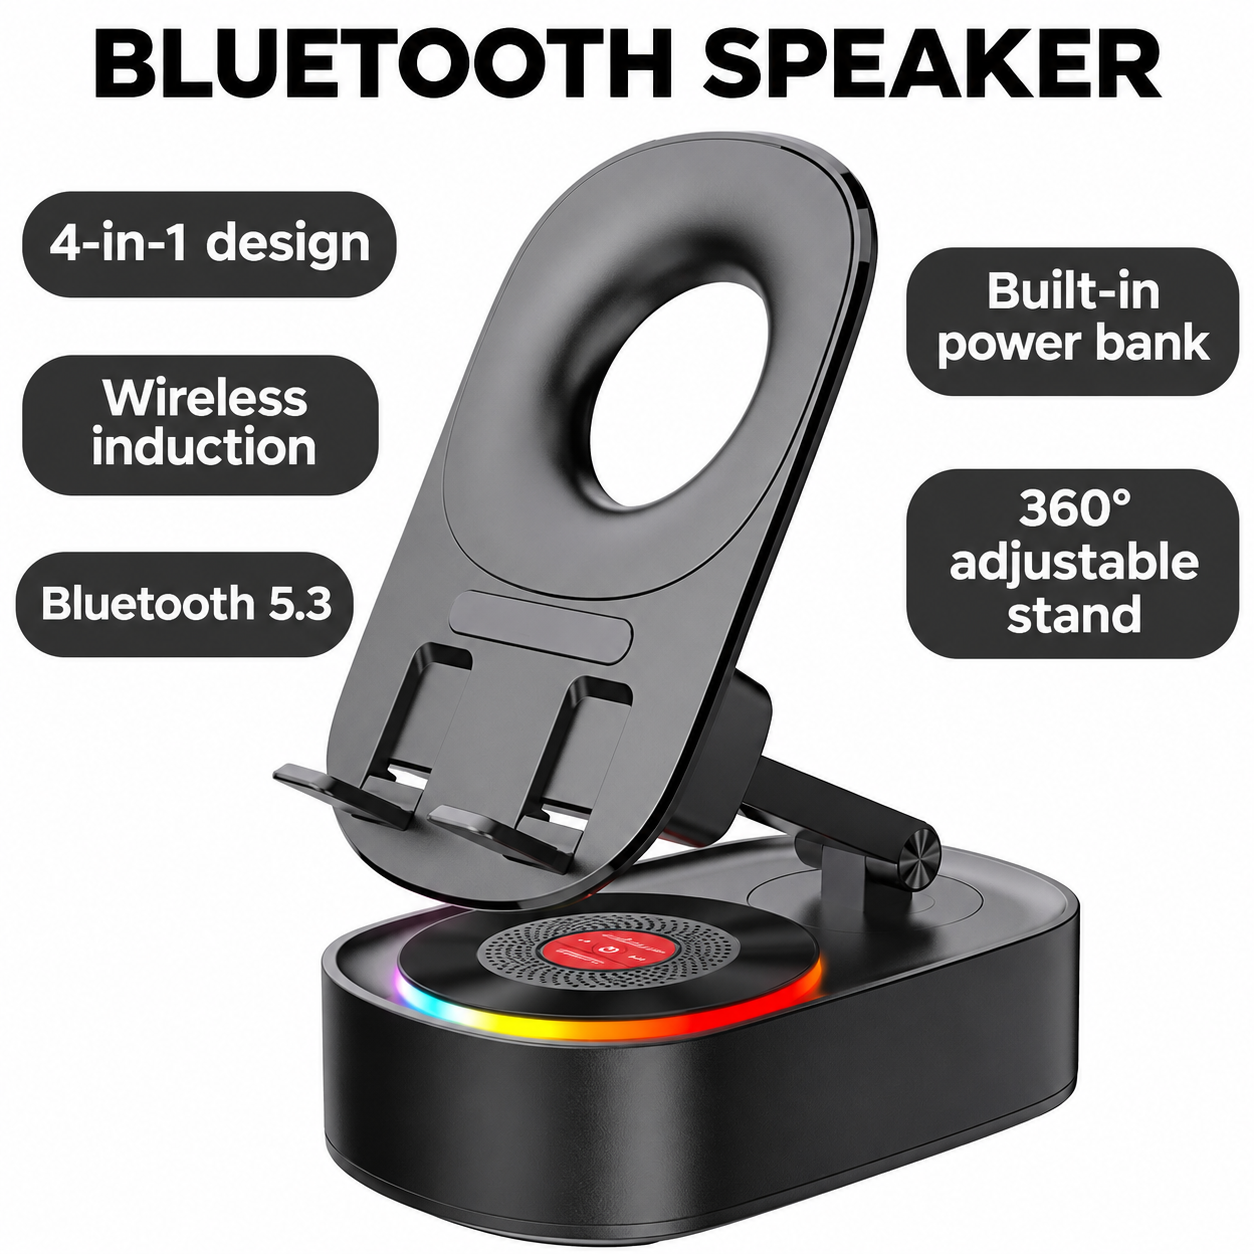 BLUETOOTH SPEAKER
4-in-1 design
Wireless
induction
Bluetooth 5.3
Built-in
power bank
360°
adjustable
stand